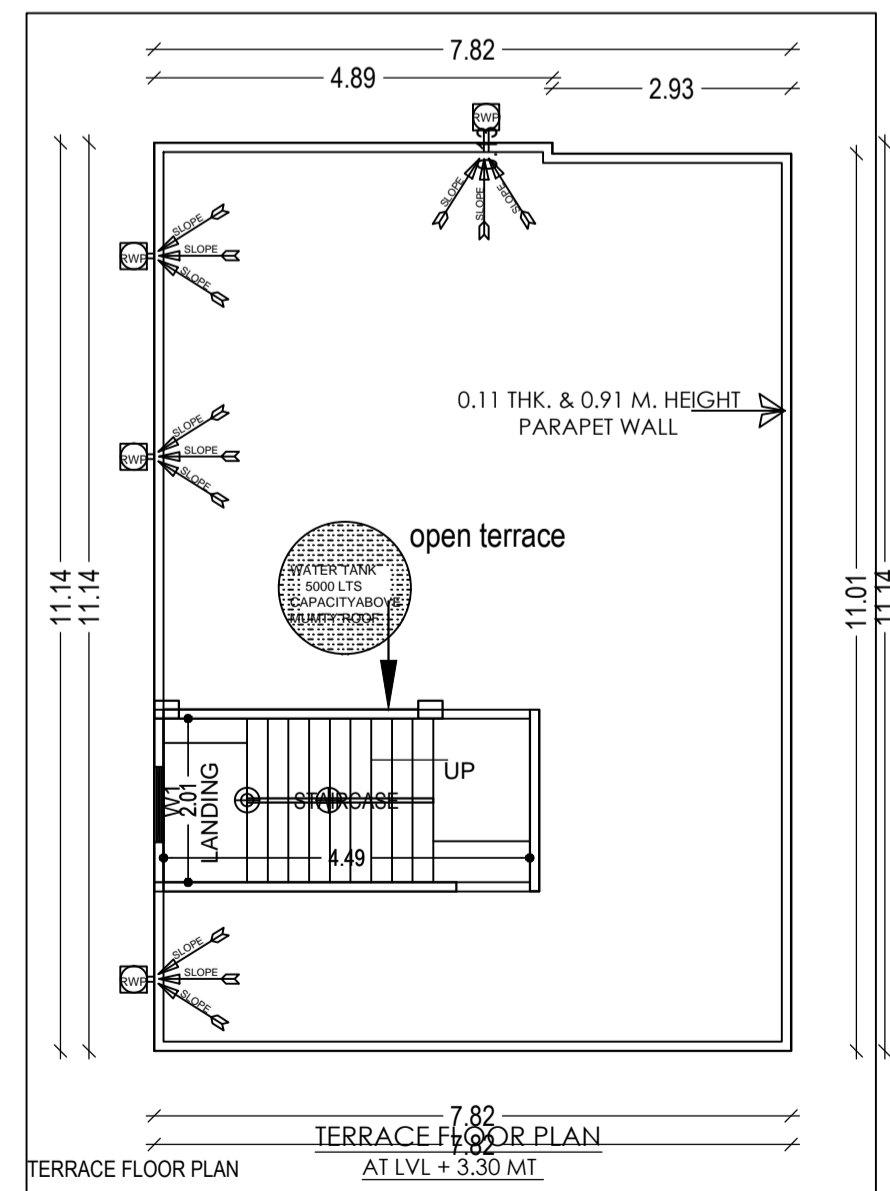 7.82
4.89
2.93
RWP
SLOPE
SLOPE
SLOPE
SLOPE
RWP
SLOPE
SLOPE
0.11 THK. & 0.91 M. HEIGHT
PARAPET WALL
SLOPE
RWP
SLOPE
SLOPE
open terrace
WATER TANK
5000 LTS
CAPACITYABOVE
MUMTY ROOF
11.14
11.14
11.01
11.14
UP
W1
2.01
LANDING
STAIRCASE
4.49
SLOPE
RWP
SLOPE
SLOPE
7.82
TERRACE FLOOR PLAN
7.82
TERRACE FLOOR PLAN
AT LVL + 3.30 MT